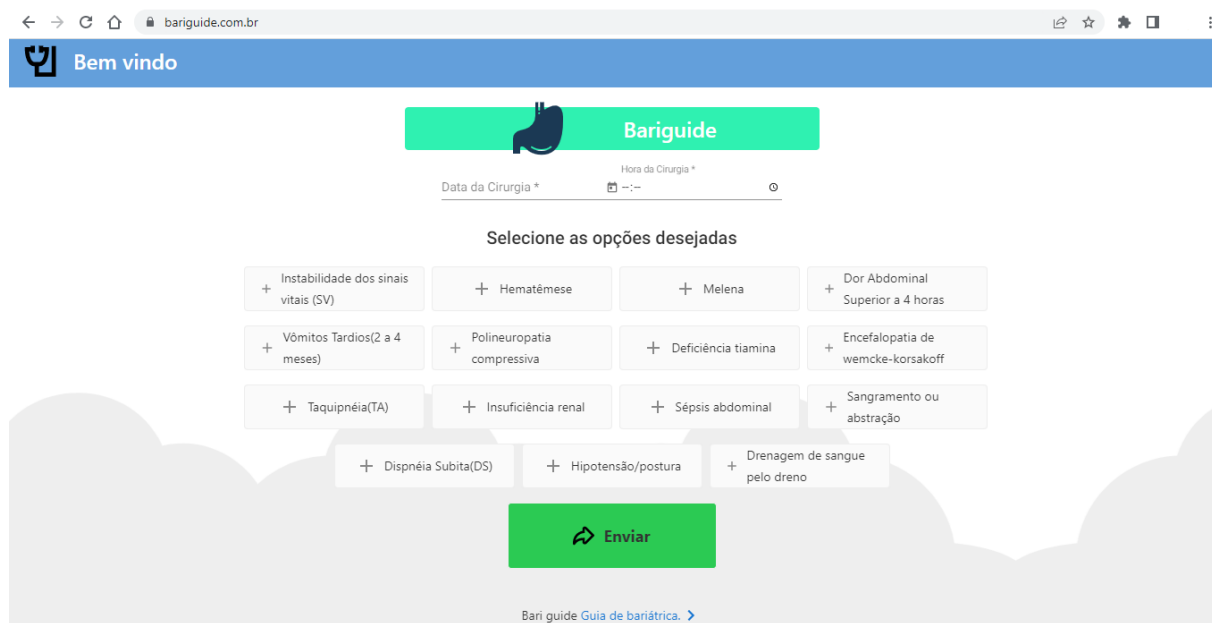 bariguide.com.br
Bem vindo
Bariguide
Hora da Cirurgia *
Data da Cirurgia *
--:--
Selecione as opções desejadas
Instabilidade dos sinais
vitais (SV)
Hematêmese
Melena
Dor Abdominal
Superior a 4 horas
Vômitos Tardios(2 a 4
meses)
Polineuropatia
compressiva
Deficiência tiamina
Encefalopatia de
wemcke-korsakoff
Taquipnéia(TA)
Insuficiência renal
Sépsis abdominal
Sangramento ou
abstração
Dispnéia Subita(DS)
Hipotensão/postura
Drenagem de sangue
pelo dreno
Enviar
Bari guide Guia de bariátrica.